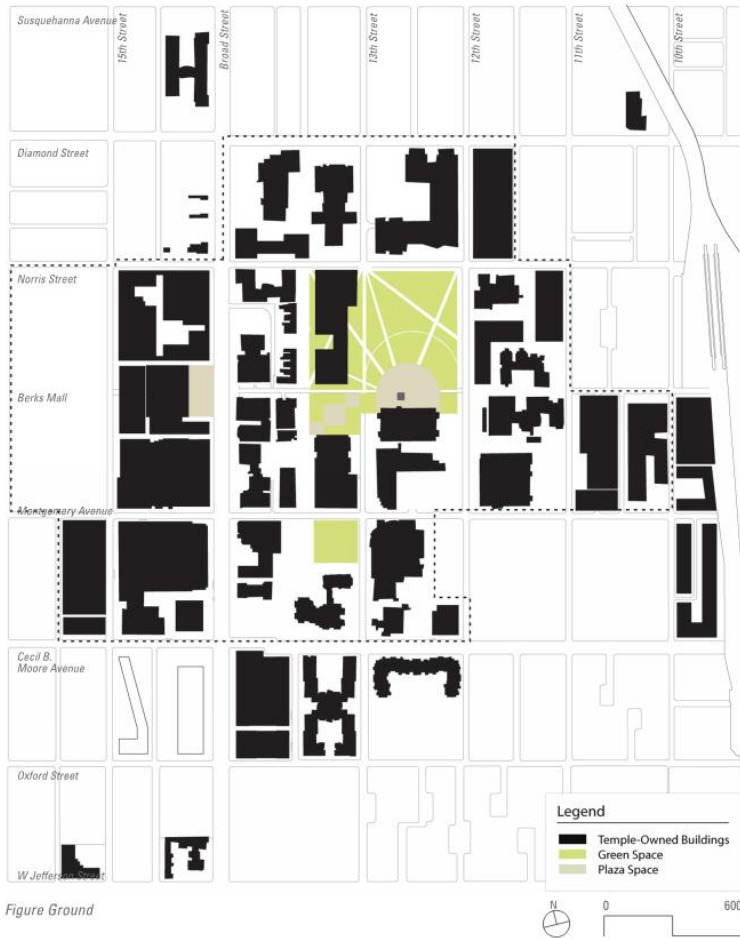 Susquehanna Avenue
15th Street
Broad Street
13th Street
12th Street
11th Street
10th Street
Diamond Street
Norris Street
Berks Mall
Montgomery Avenue
Cecil B.
Moore Avenue
Oxford Street
W Jefferson Street
Legend
Temple-Owned Buildings
Green Space
Plaza Space
Figure Ground
N
0
600